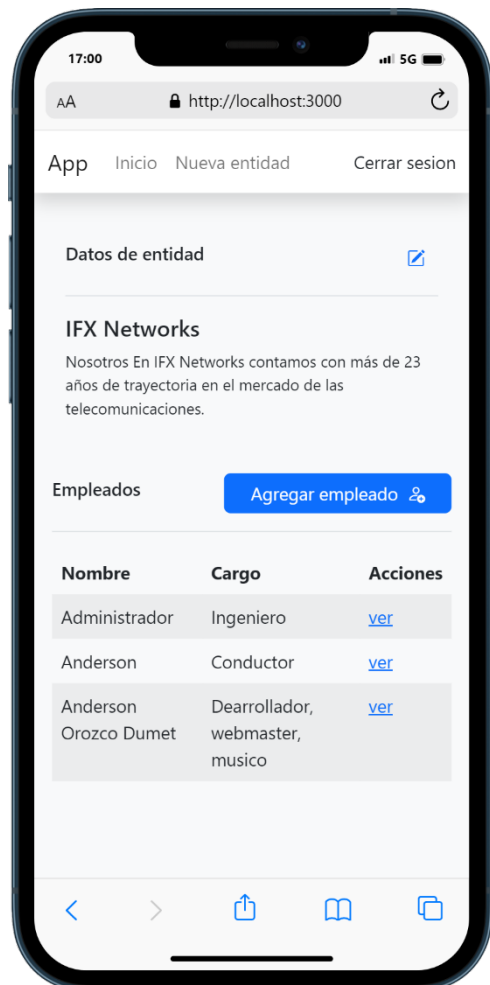 17:00 5G
AA http://localhost:3000
App Inicio Nueva entidad Cerrar sesion
Datos de entidad
IFX Networks
Nosotros En IFX Networks contamos con más de 23
años de trayectoria en el mercado de las
telecomunicaciones.
Empleados Agregar empleado
Nombre Cargo Acciones
Administrador Ingeniero ver
Anderson Conductor ver
Anderson Dearrollador, ver
Orozco Dumet webmaster,
musico